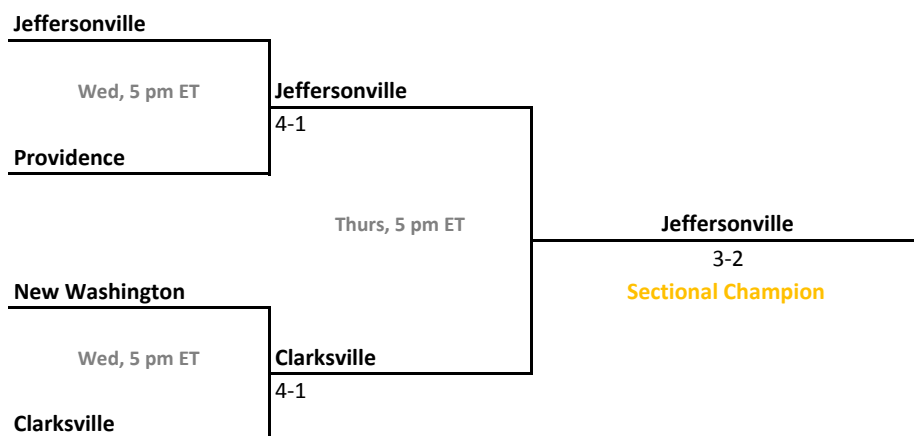 Jeffersonville
Wed, 5 pm ET
Jeffersonville
4-1
Providence
Thurs, 5 pm ET
Jeffersonville
3-2
Sectional Champion
New Washington
Wed, 5 pm ET
Clarksville
4-1
Clarksville